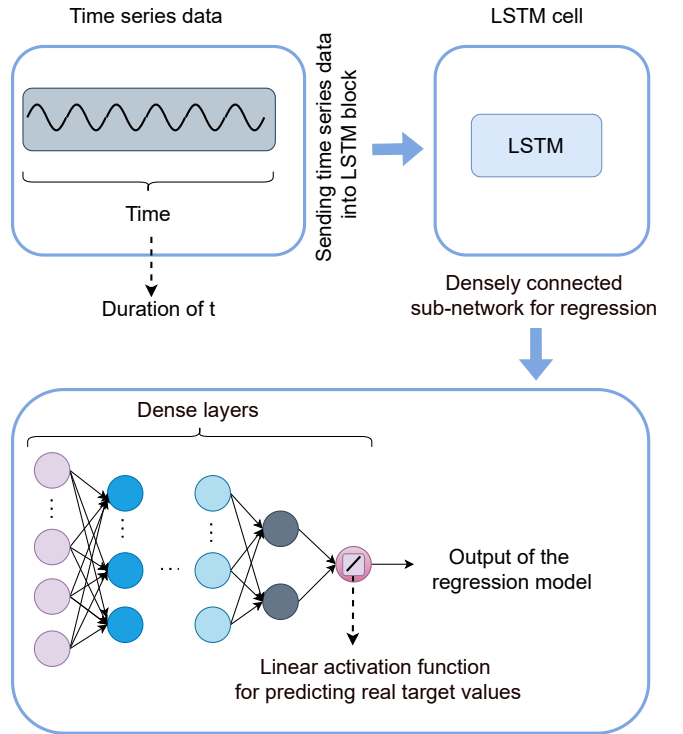 Time series data
LSTM cell
Sending time series data
into LSTM block
LSTM
Time
Duration of t
Densely connected
sub-network for regression
Dense layers
Output of the
regression model
Linear activation function
for predicting real target values